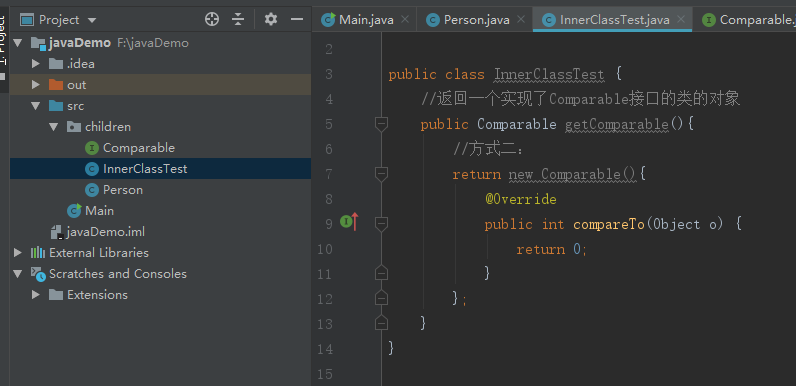 Project
Main.java
Person.java
InnerClassTest.java
Comparable.java
1: Project
javaDemo F:\javaDemo
.idea
out
src
children
Comparable
InnerClassTest
Person
Main
javaDemo.iml
External Libraries
Scratches and Consoles
Extensions
2
3 public class InnerClassTest {
4 //返回一个实现了Comparable接口的类的对象
5 public Comparable getComparable(){
6 //方式二：
7 return new Comparable(){
8 @Override
9 public int compareTo(Object o) {
10 return 0;
11 }
12 };
13 }
14 }
15